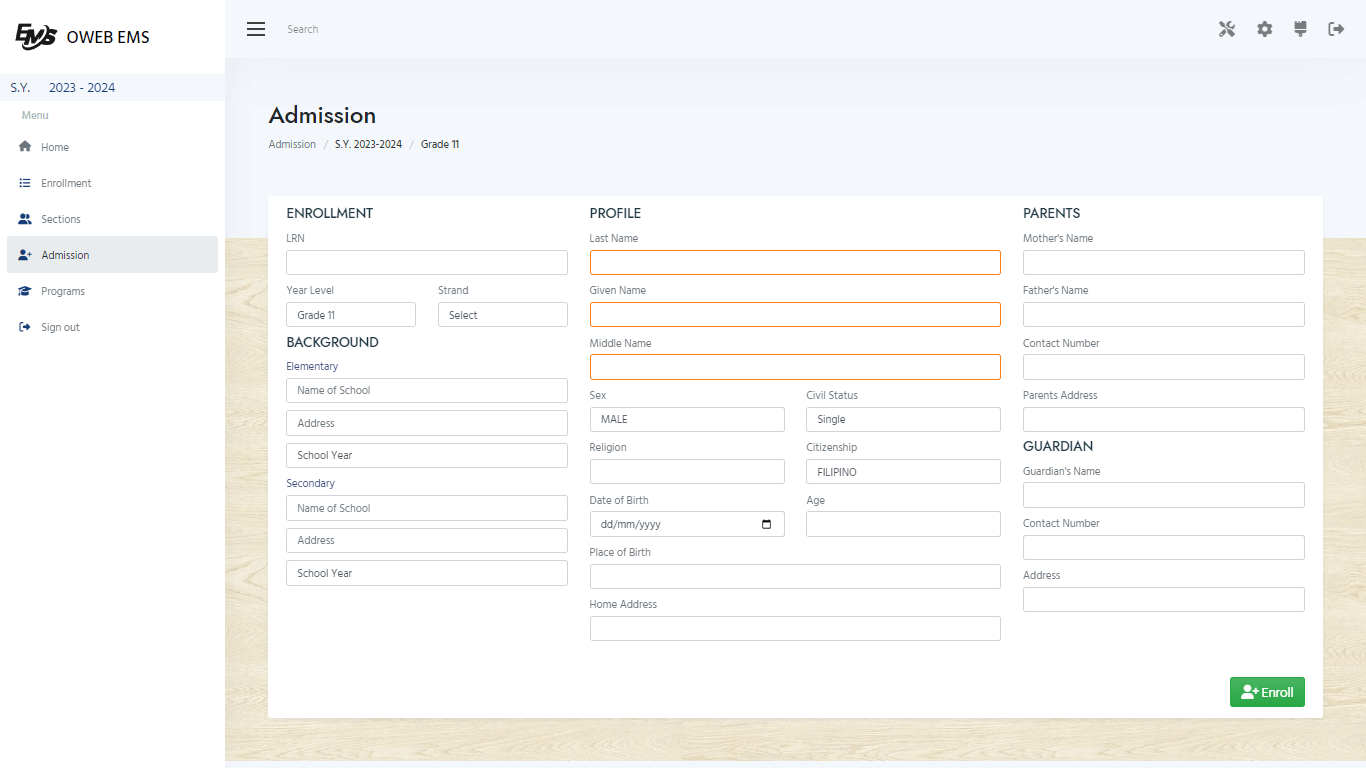 EMS OWEB EMS
Search
S.Y. 2023 - 2024
Menu
Home
Enrollment
Sections
Admission
Programs
Sign out
Admission
Admission / S.Y. 2023-2024 / Grade 11
ENROLLMENT
LRN
Year Level Strand
Grade 11 Select
BACKGROUND
Elementary
Name of School
Address
School Year
Secondary
Name of School
Address
School Year
PROFILE
Last Name
Given Name
Middle Name
Sex Civil Status
MALE Single
Religion Citizenship
FILIPINO
Date of Birth Age
dd/mm/yyyy
Place of Birth
Home Address
PARENTS
Mother's Name
Father's Name
Contact Number
Parents Address
GUARDIAN
Guardian's Name
Contact Number
Address
Enroll